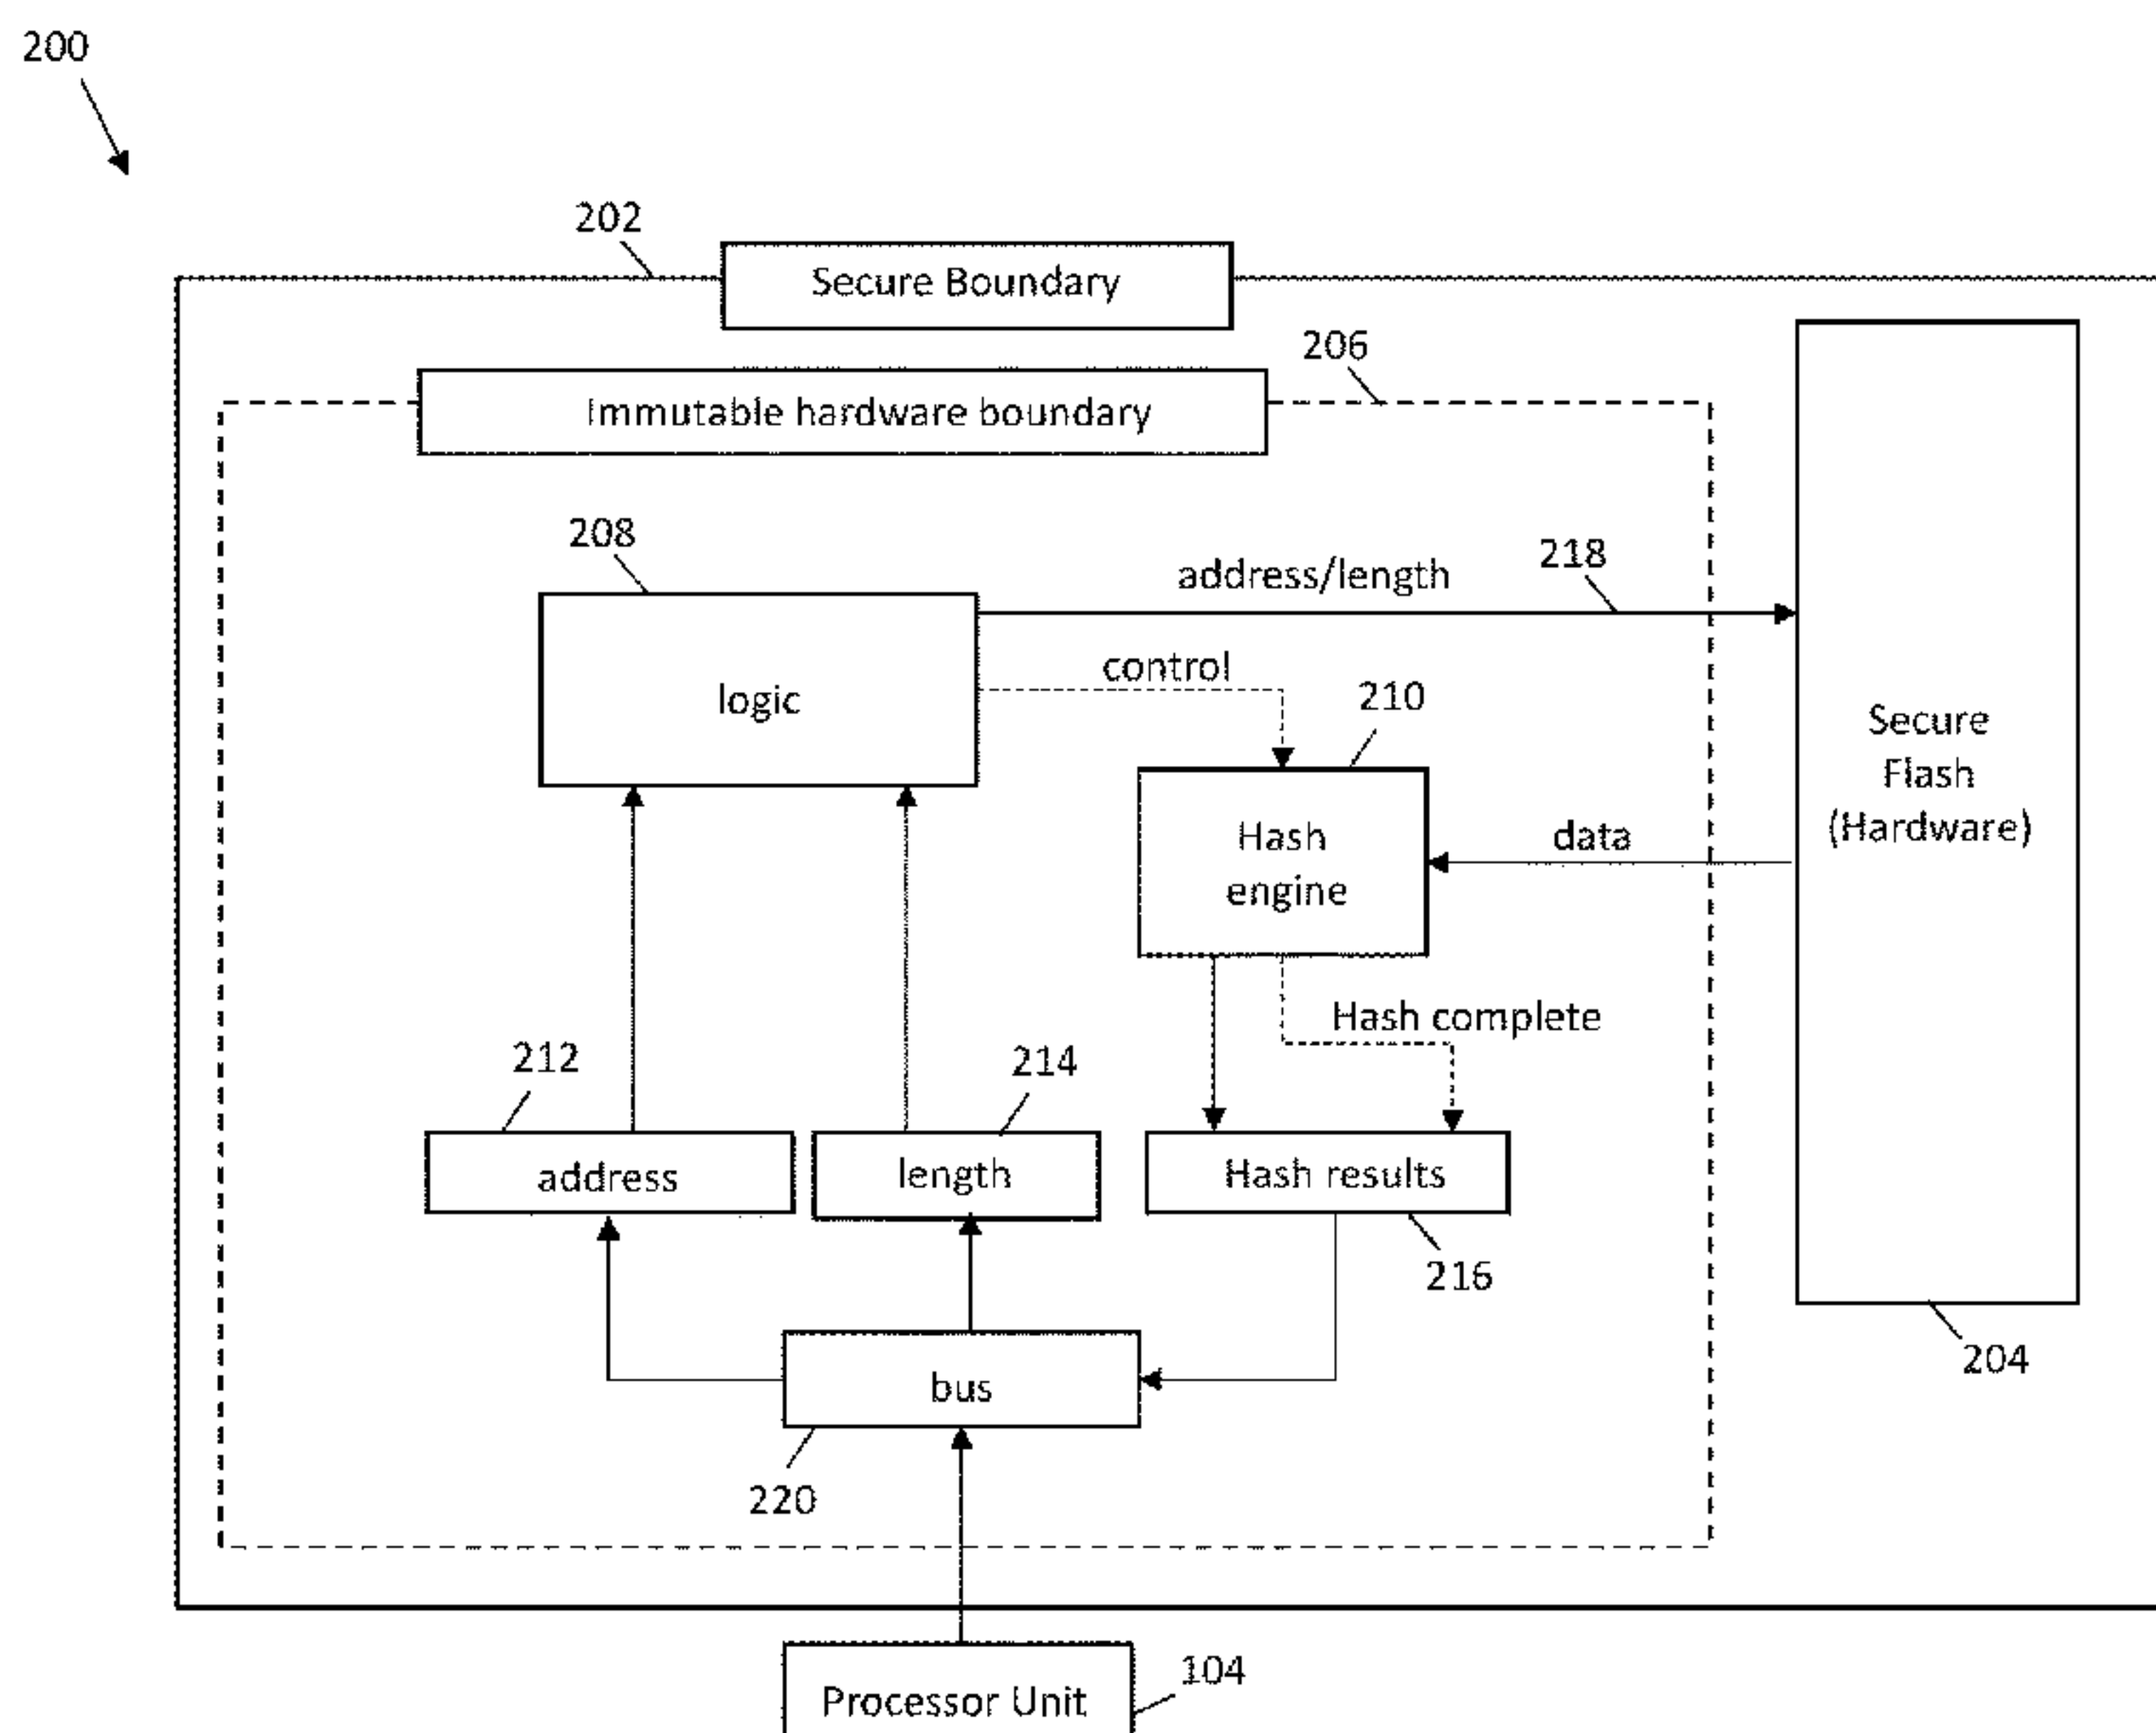 200
202
Secure Boundary
206
Immutable hardware boundary
208
218
address/length
control
210
logic
Secure
Flash
(Hardware)
Hash
engine
data
Hash complete
212
214
address
length
Hash results
216
204
bus
220
104
Processor Unit